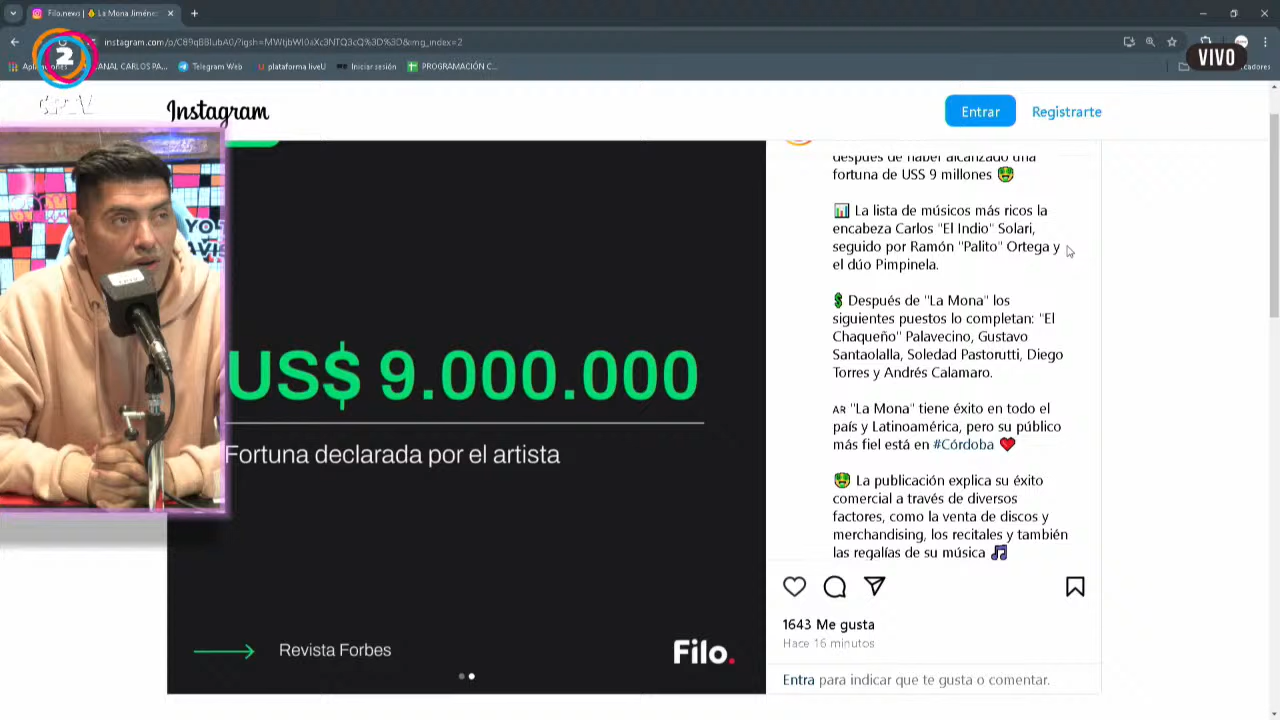 Filo.news | 👆 La Mona Jiméne
2
instagram.com/p/C89qBBlubA0/?igsh=MWtjbWl0aXc3NTQ3cQ%3D%3D&img_index=2
VIVO
ANAL CARLOS PA...
Telegram Web
plataforma liveU
Iniciar sesión
PROGRAMACIÓN C...
Instagram
Entrar
Registrarte
después de haber alcanzado una
fortuna de US$ 9 millones 🤑
📊 La lista de músicos más ricos la
encabeza Carlos "El Indio" Solari,
seguido por Ramón "Palito" Ortega y
el dúo Pimpinela.
💲 Después de "La Mona" los
siguientes puestos lo completan: "El
Chaqueño" Palavecino, Gustavo
Santaolalla, Soledad Pastorutti, Diego
Torres y Andrés Calamaro.
AR "La Mona" tiene éxito en todo el
país y Latinoamérica, pero su público
más fiel está en #Córdoba ❤️
🤑 La publicación explica su éxito
comercial a través de diversos
factores, como la venta de discos y
merchandising, los recitales y también
las regalías de su música 🎵
US$ 9.000.000
Fortuna declarada por el artista
Revista Forbes
Filo.
1643 Me gusta
Hace 16 minutos
Entra para indicar que te gusta o comentar.